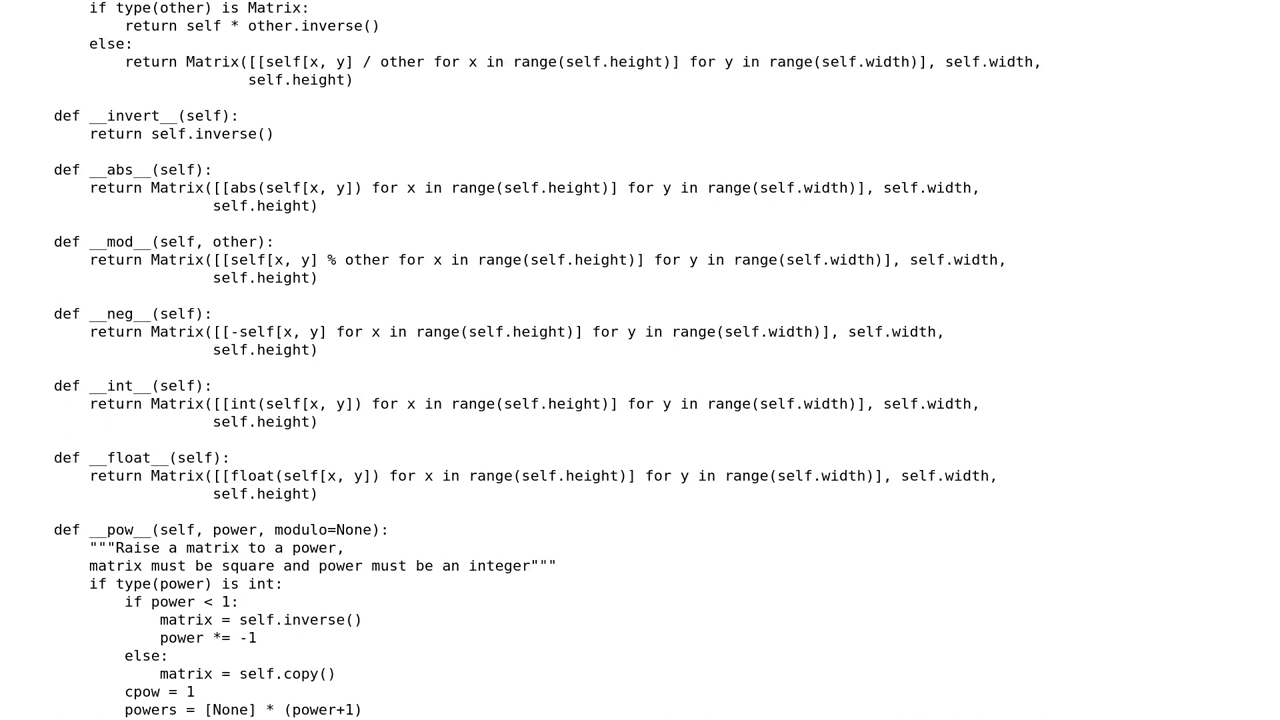 if type(other) is Matrix:
return self * other.inverse()
else:
return Matrix([[self[x, y] / other for x in range(self.height)] for y in range(self.width)], self.width,
self.height)
def __invert__(self):
return self.inverse()
def __abs__(self):
return Matrix([[abs(self[x, y]) for x in range(self.height)] for y in range(self.width)], self.width,
self.height)
def __mod__(self, other):
return Matrix([[self[x, y] % other for x in range(self.height)] for y in range(self.width)], self.width,
self.height)
def __neg__(self):
return Matrix([[-self[x, y] for x in range(self.height)] for y in range(self.width)], self.width,
self.height)
def __int__(self):
return Matrix([[int(self[x, y]) for x in range(self.height)] for y in range(self.width)], self.width,
self.height)
def __float__(self):
return Matrix([[float(self[x, y]) for x in range(self.height)] for y in range(self.width)], self.width,
self.height)
def __pow__(self, power, modulo=None):
"""Raise a matrix to a power,
matrix must be square and power must be an integer"""
if type(power) is int:
if power < 1:
matrix = self.inverse()
power *= -1
else:
matrix = self.copy()
cpow = 1
powers = [None] * (power+1)